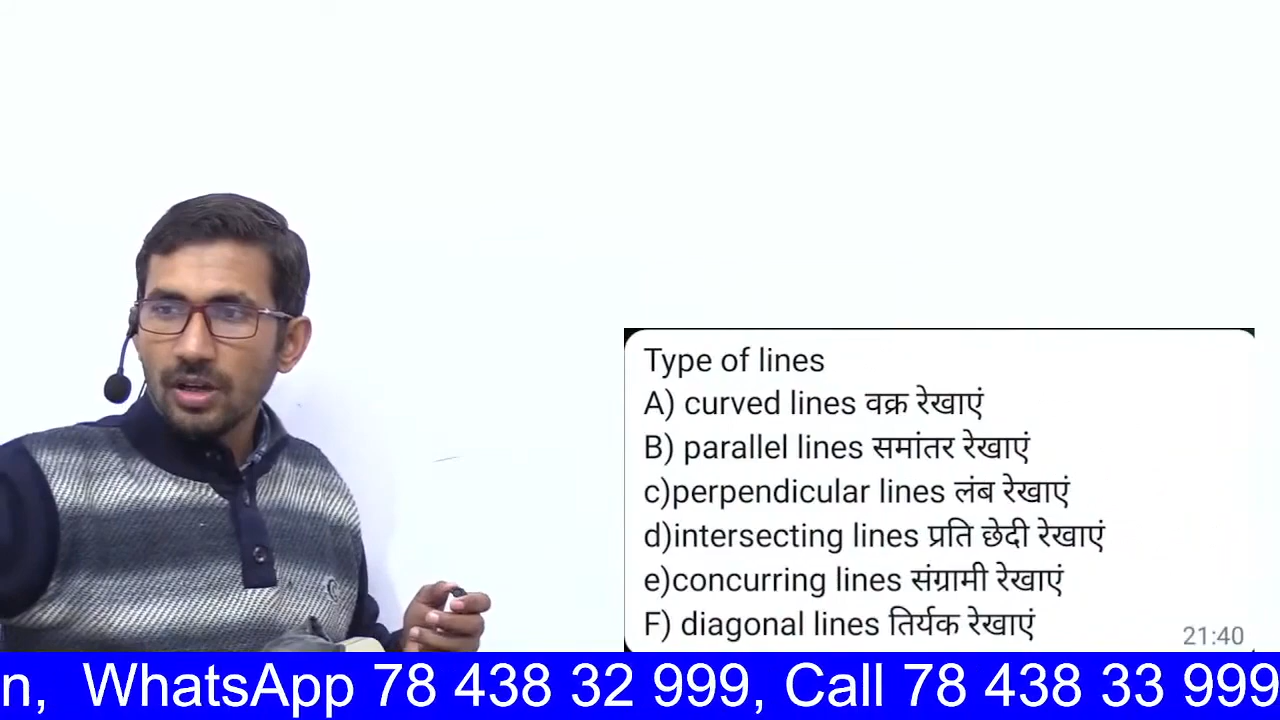 Type of lines
A) curved lines वक्र रेखाएं
B) parallel lines समांतर रेखाएं
c)perpendicular lines लंब रेखाएं
d)intersecting lines प्रति छेदी रेखाएं
e)concurring lines संग्रामी रेखाएं
F) diagonal lines तिर्यक रेखाएं
21:40
n, WhatsApp 78 438 32 999, Call 78 438 33 999